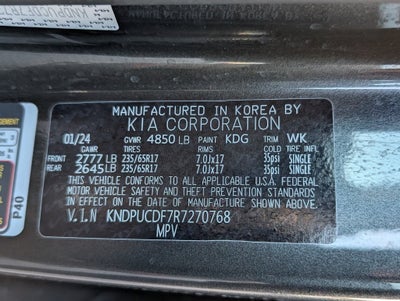 MANUFACTURED IN KOREA BY
KIA CORPORATION
01/24 GVWR 4850 LB PAINT KDG TRIM WK
GAWR TIRES RIMS COLD TIRE
FRONT 2777 LB 235/65R17 7.0Jx17 35psi SINGLE
REAR 2645 LB 235/65R17 7.0Jx17 35psi SINGLE
THIS VEHICLE CONFORMS TO ALL APPLICABLE U.S.A. FEDERAL
MOTOR VEHICLE SAFETY AND THEFT PREVENTION STANDARDS
IN EFFECT ON THE DATE OF MANUFACTURE SHOWN ABOVE.
V.I.N KNDPUCDF7R7270768
MPV
P40